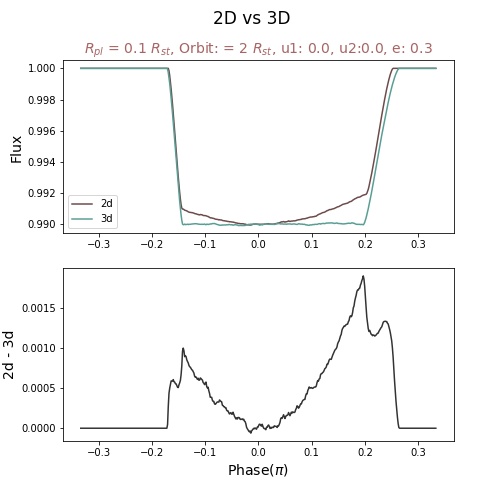 2D vs 3D
R_pl = 0.1 R_st, Orbit: = 2 R_st, u1: 0.0, u2:0.0, e: 0.3
1.000
0.998
0.996
0.994
0.992
0.990
Flux
2d
3d
−0.3 −0.2 −0.1 0.0 0.1 0.2 0.3
0.0015
0.0010
0.0005
0.0000
2d - 3d
−0.3 −0.2 −0.1 0.0 0.1 0.2 0.3
Phase(π)